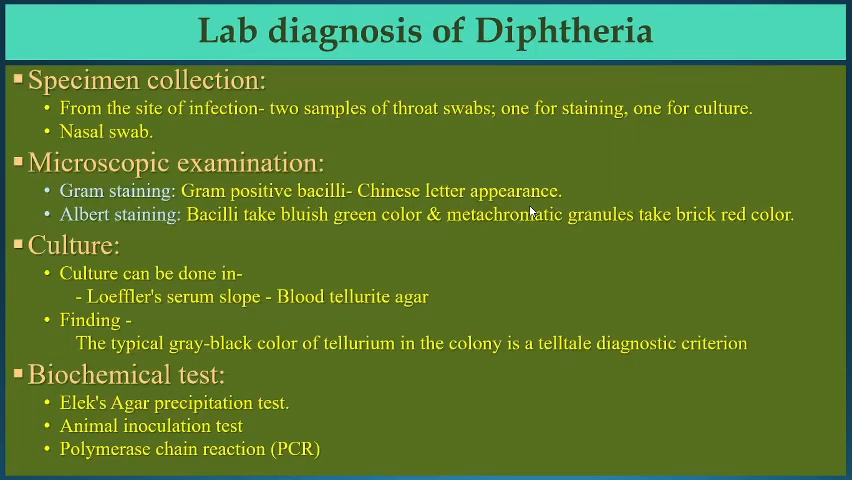 Lab diagnosis of Diphtheria
▪ Specimen collection:
• From the site of infection- two samples of throat swabs; one for staining, one for culture.
• Nasal swab.
▪ Microscopic examination:
• Gram staining: Gram positive bacilli- Chinese letter appearance.
• Albert staining: Bacilli take bluish green color & metachromatic granules take brick red color.
▪ Culture:
• Culture can be done in-
- Loeffler's serum slope - Blood tellurite agar
• Finding -
The typical gray-black color of tellurium in the colony is a telltale diagnostic criterion
▪ Biochemical test:
• Elek's Agar precipitation test.
• Animal inoculation test
• Polymerase chain reaction (PCR)